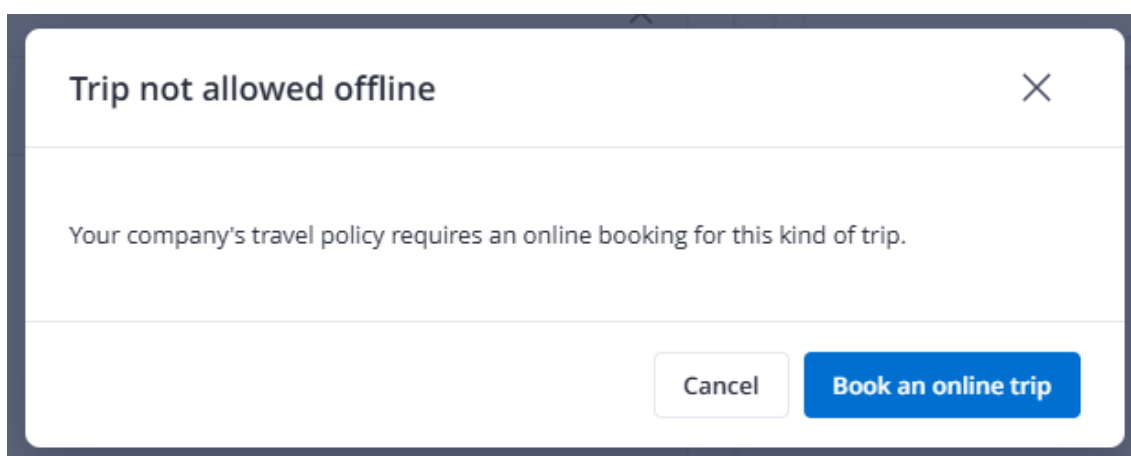 Trip not allowed offline
Your company's travel policy requires an online booking for this kind of trip.
Cancel
Book an online trip